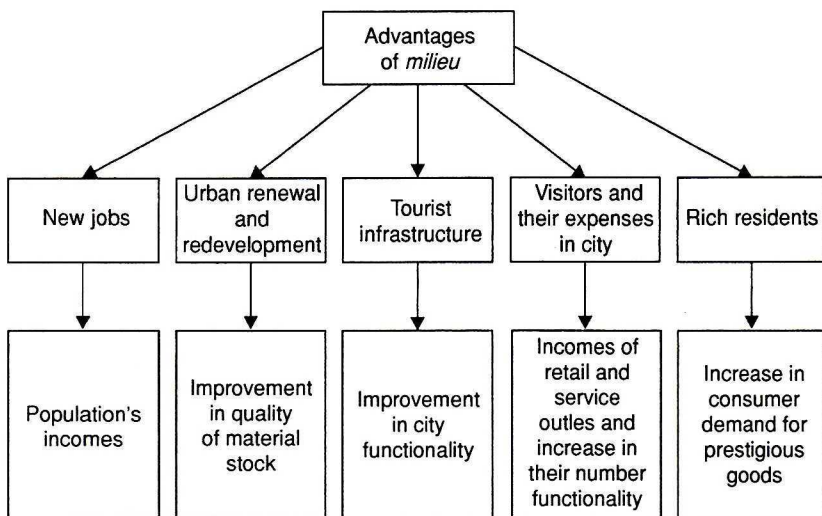 Advantages
of milieu
New jobs
Urban renewal
and
redevelopment
Tourist
infrastructure
Visitors and
their expenses
in city
Rich residents
Population's
incomes
Improvement
in quality
of material
stock
Improvement
in city
functionality
Incomes of
retail and
service
outles and
increase in
their number
functionality
Increase in
consumer
demand for
prestigious
goods